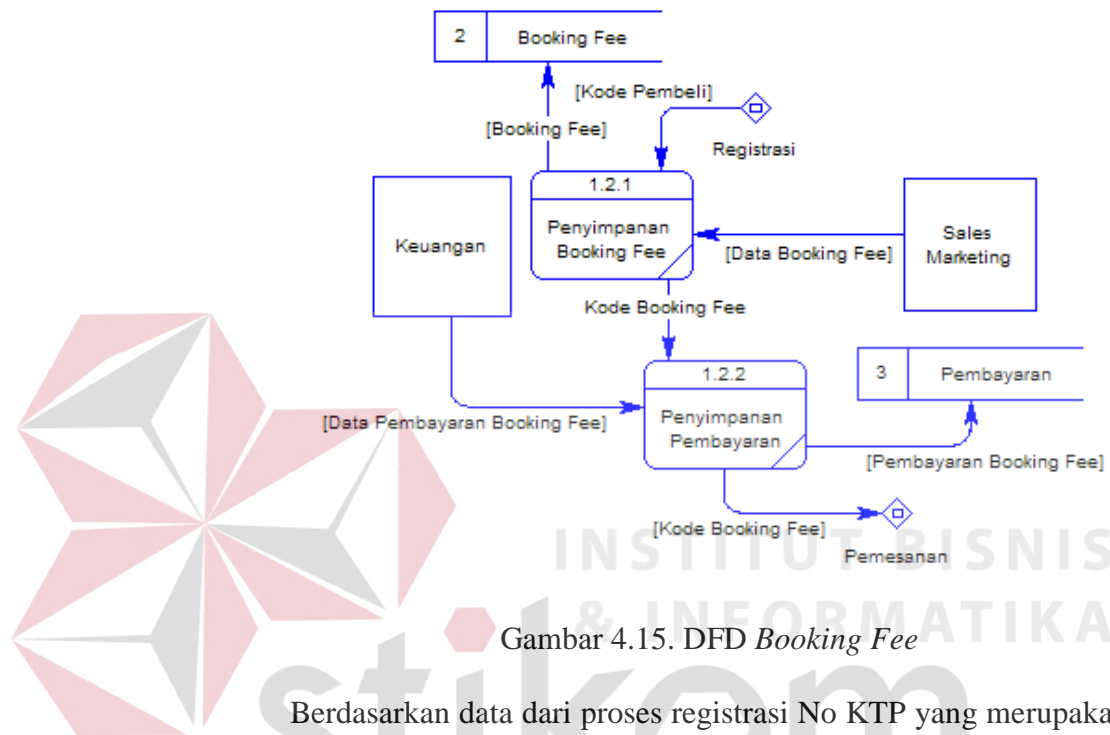 2 Booking Fee
[Kode Pembeli]
[Booking Fee]
Registrasi
1.2.1
Keuangan
Penyimpanan
Booking Fee
[Data Booking Fee]
Sales
Marketing
Kode Booking Fee
1.2.2
3 Pembayaran
[Data Pembayaran Booking Fee]
Penyimpanan
Pembayaran
[Pembayaran Booking Fee]
[Kode Booking Fee]
Pemesanan
INSTITUT BISNIS
& INFORMATIKA
stikom
Gambar 4.15. DFD Booking Fee
Berdasarkan data dari proses registrasi No KTP yang merupaka